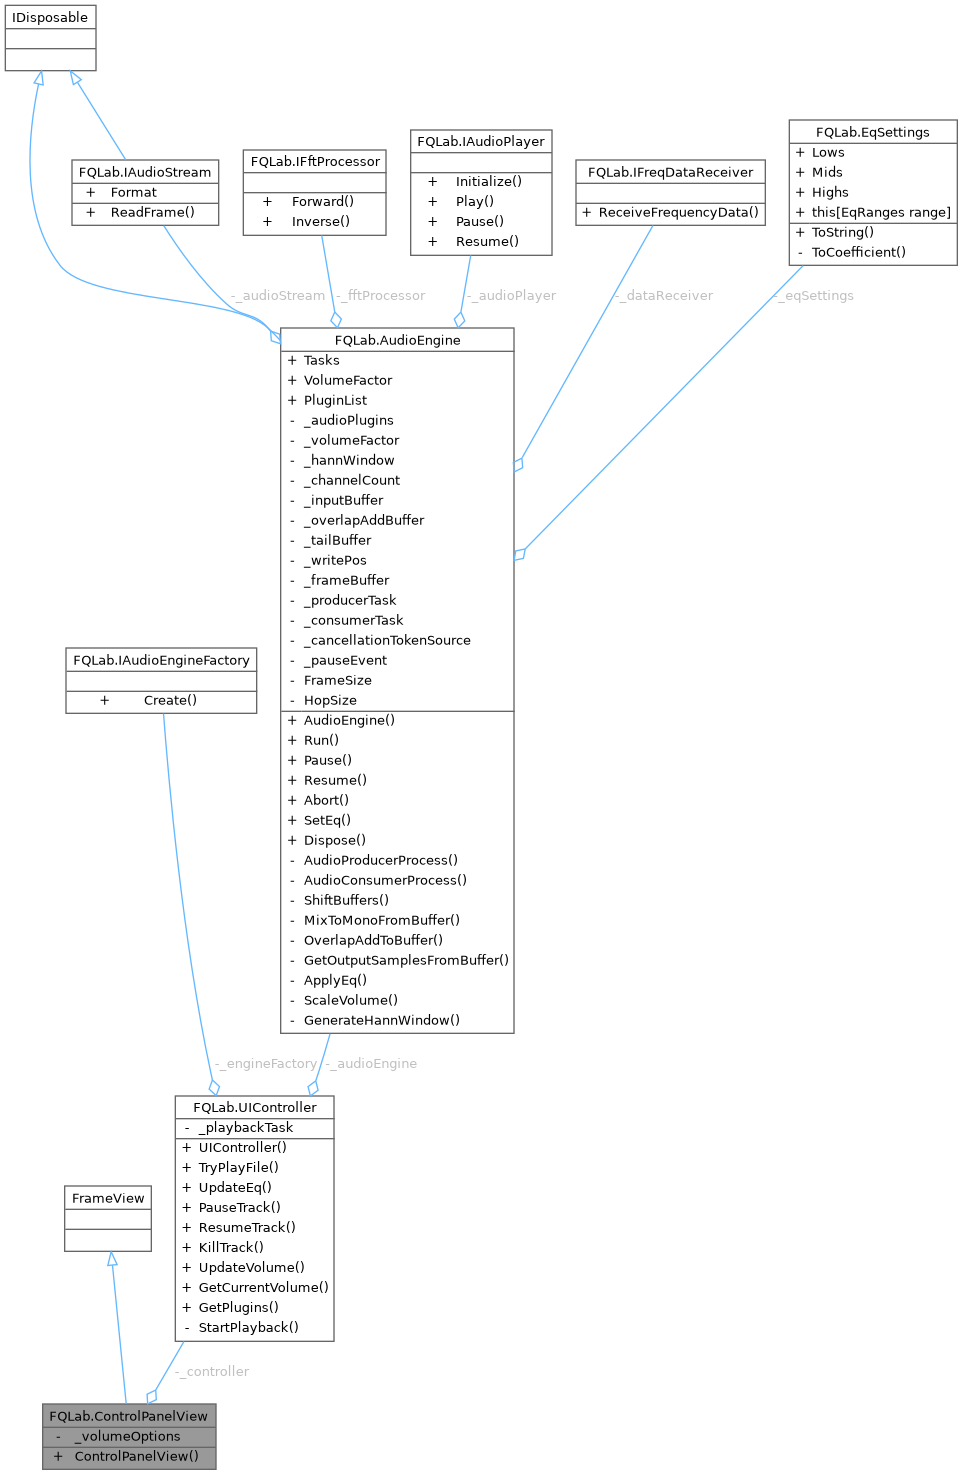 IDisposable
FQLab.IAudioStream
+ Format
+ ReadFrame()
FQLab.IFftProcessor
+ Forward()
+ Inverse()
FQLab.IAudioPlayer
+ Initialize()
+ Play()
+ Pause()
+ Resume()
FQLab.IFreqDataReceiver
+ ReceiveFrequencyData()
FQLab.EqSettings
+ Lows
+ Mids
+ Highs
+ this[EqRanges range]
+ ToString()
- ToCoefficient()
-_audioStream
-_fftProcessor
-_audioPlayer
-_dataReceiver
-_eqSettings
FQLab.AudioEngine
+ Tasks
+ VolumeFactor
+ PluginList
- _audioPlugins
- _volumeFactor
- _hannWindow
- _channelCount
- _inputBuffer
- _overlapAddBuffer
- _tailBuffer
- _writePos
- _frameBuffer
- _producerTask
- _consumerTask
- _cancellationTokenSource
- _pauseEvent
- FrameSize
- HopSize
+ AudioEngine()
+ Run()
+ Pause()
+ Resume()
+ Abort()
+ SetEq()
+ Dispose()
- AudioProducerProcess()
- AudioConsumerProcess()
- ShiftBuffers()
- MixToMonoFromBuffer()
- OverlapAddToBuffer()
- GetOutputSamplesFromBuffer()
- ApplyEq()
- ScaleVolume()
- GenerateHannWindow()
FQLab.IAudioEngineFactory
+ Create()
-_engineFactory
-_audioEngine
FQLab.UIController
- _playbackTask
+ UIController()
+ TryPlayFile()
+ UpdateEq()
+ PauseTrack()
+ ResumeTrack()
+ KillTrack()
+ UpdateVolume()
+ GetCurrentVolume()
+ GetPlugins()
- StartPlayback()
FrameView
-_controller
FQLab.ControlPanelView
- _volumeOptions
+ ControlPanelView()